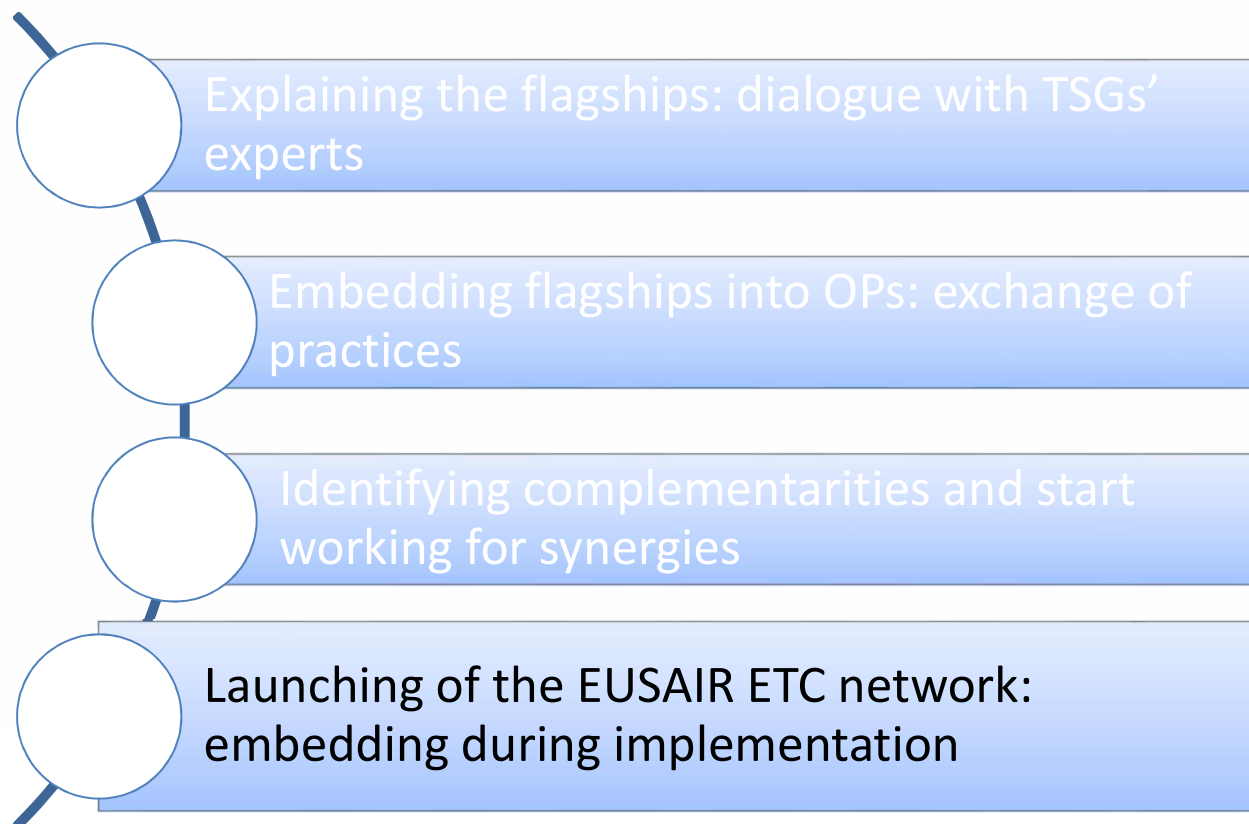 Explaining the flagships: dialogue with TSGs’
experts
Embedding flagships into OPs: exchange of
practices
Identifying complementarities and start
working for synergies
Launching of the EUSAIR ETC network:
embedding during implementation